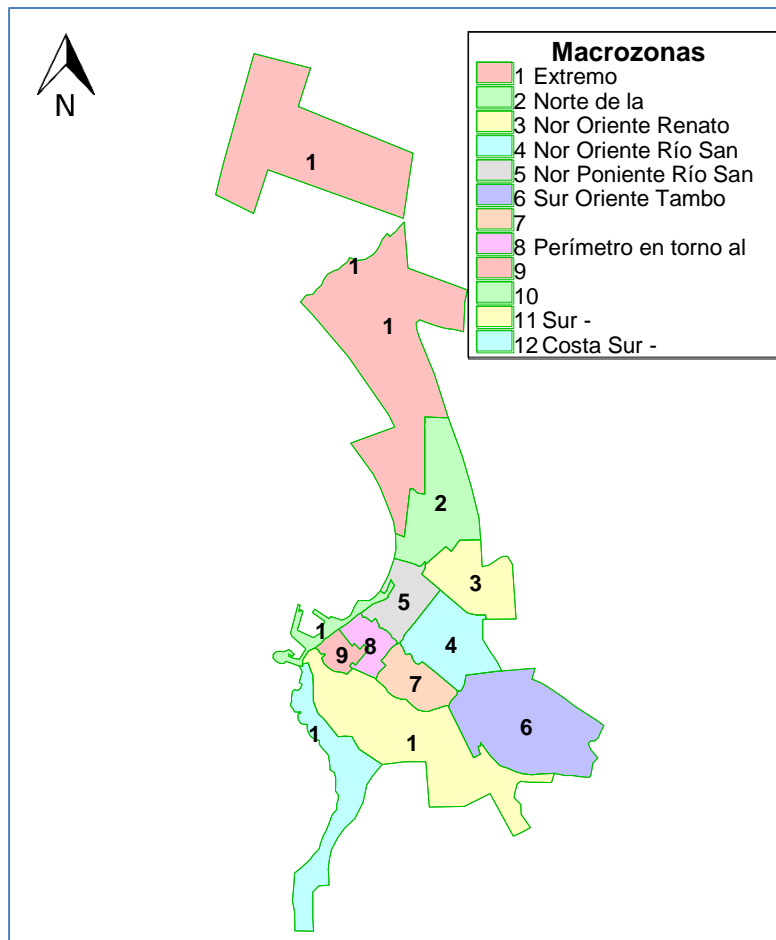 N
Macrozonas
1 Extremo
2 Norte de la
3 Nor Oriente Renato
4 Nor Oriente Río San
5 Nor Poniente Río San
6 Sur Oriente Tambo
7
8 Perímetro en torno al
9
10
11 Sur -
12 Costa Sur -
1
1
1
2
3
5
1
8
4
9
7
6
1
1